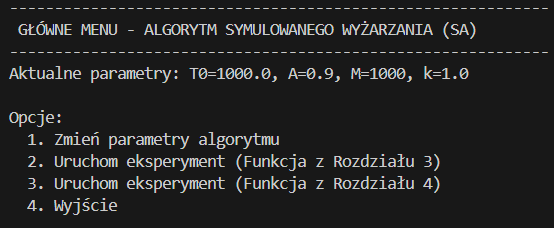 ------------------------------------------------------------
GŁÓWNE MENU - ALGORYTM SYMULOWANEGO WYŻARZANIA (SA)
------------------------------------------------------------
Aktualne parametry: T0=1000.0, A=0.9, M=1000, k=1.0
Opcje:
1. Zmień parametry algorytmu
2. Uruchom eksperyment (Funkcja z Rozdziału 3)
3. Uruchom eksperyment (Funkcja z Rozdziału 4)
4. Wyjście